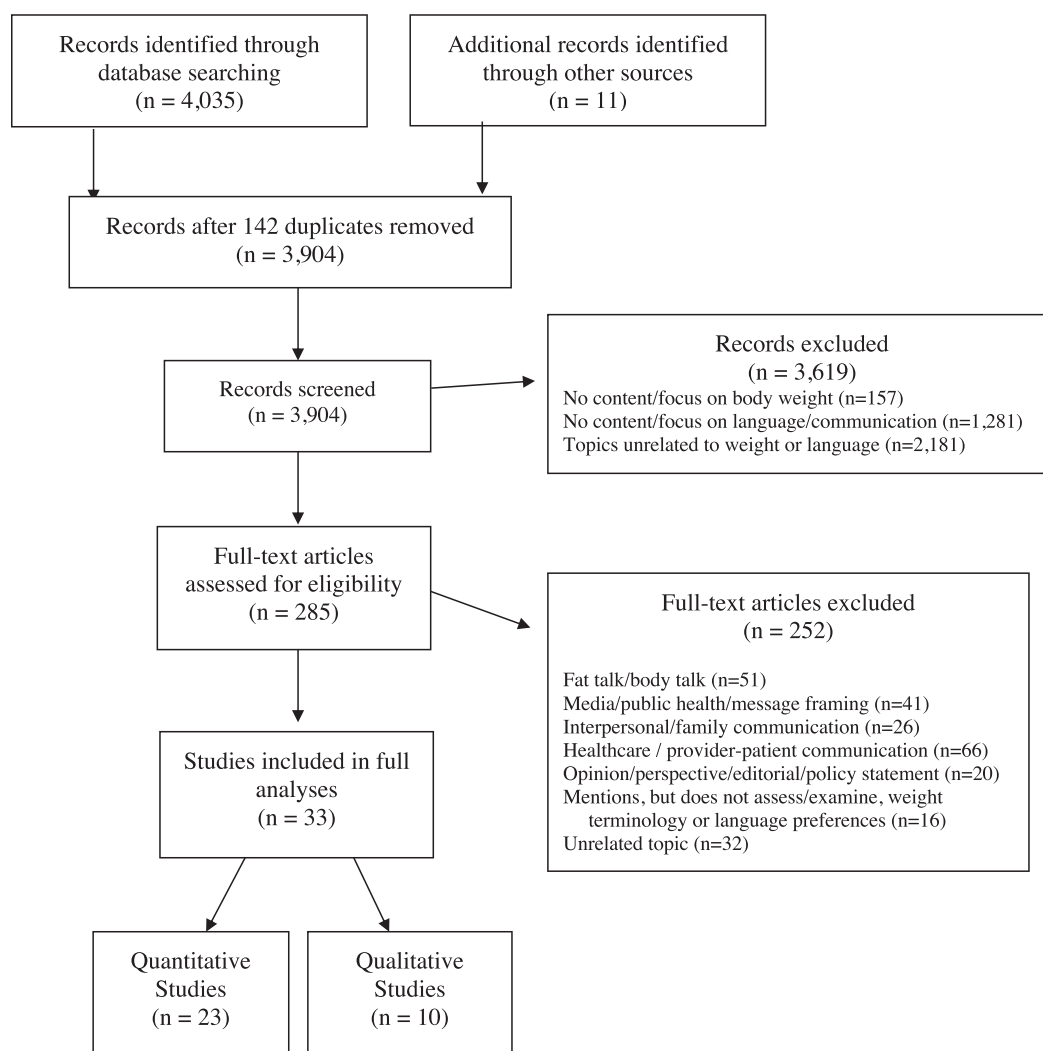 Records identified through
database searching
(n = 4,035)
Additional records identified
through other sources
(n = 11)
Records after 142 duplicates removed
(n = 3,904)
Records screened
(n = 3,904)
Records excluded
(n = 3,619)
No content/focus on body weight (n=157)
No content/focus on language/communication (n=1,281)
Topics unrelated to weight or language (n=2,181)
Full-text articles
assessed for eligibility
(n = 285)
Full-text articles excluded
(n = 252)
Fat talk/body talk (n=51)
Media/public health/message framing (n=41)
Interpersonal/family communication (n=26)
Healthcare / provider-patient communication (n=66)
Opinion/perspective/editorial/policy statement (n=20)
Mentions, but does not assess/examine, weight
terminology or language preferences (n=16)
Unrelated topic (n=32)
Studies included in full
analyses
(n = 33)
Quantitative
Studies
(n = 23)
Qualitative
Studies
(n = 10)